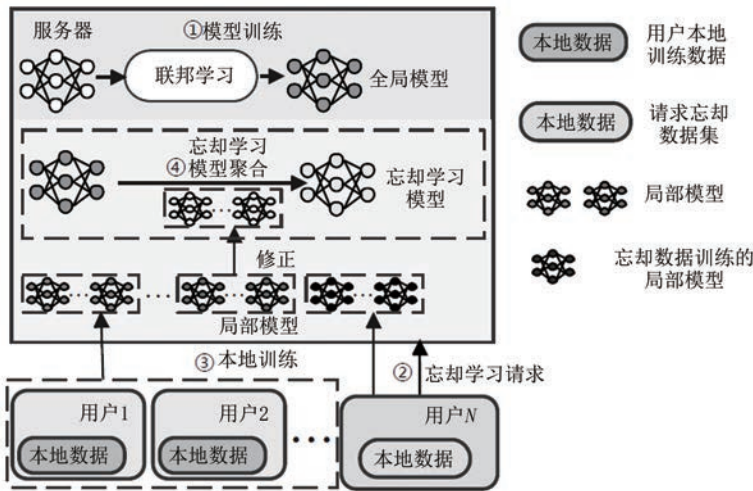 服务器
①模型训练
联邦学习
全局模型
忘却学习
④模型聚合
忘却学习
模型
修正
局部模型
③本地训练
②忘却学习请求
用户1
本地数据
用户2
本地数据
用户N
本地数据
本地数据
用户本地
训练数据
本地数据
请求忘却
数据集
局部模型
忘却数据训练的
局部模型